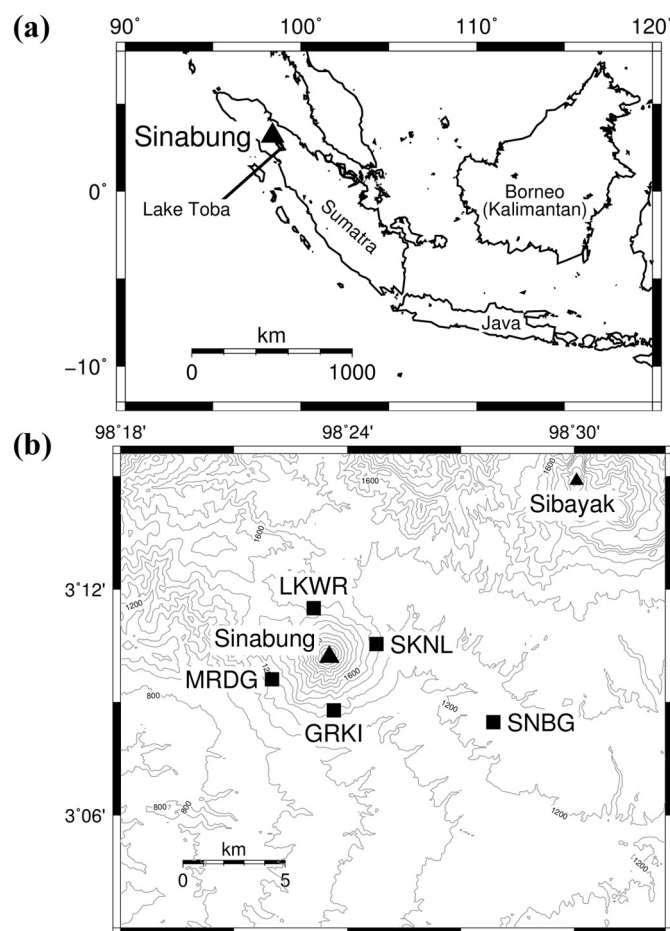 (a)
90˚ 100˚ 110˚ 120˚
Sinabung
0˚
Lake Toba
Sumatra
Borneo
(Kalimantan)
Java
km
0 1000
−10˚
(b)
98˚18' 98˚24' 98˚30'
1600
1600
Sibayak
1600
3˚12'
1200
LKWR
Sinabung
SKNL
MRDG
1600
800
1200
SNBG
GRKI
3˚06'
800
800
1200
km
0 5
1200